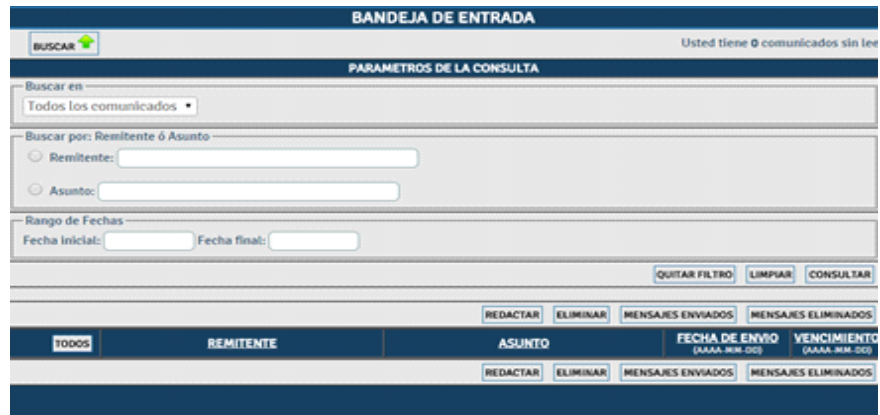 BANDEJA DE ENTRADA
BUSCAR
Usted tiene 0 comunicados sin lee
PARAMETROS DE LA CONSULTA
Buscar en
Todos los comunicados
Buscar por: Remitente ó Asunto
Remitente:
Asunto:
Rango de Fechas
Fecha inicial: Fecha final:
QUITAR FILTRO LIMPIAR CONSULTAR
REDACTAR ELIMINAR MENSAJES ENVIADOS MENSAJES ELIMINADOS
TODOS REMITENTE ASUNTO FECHA DE ENVIO VENCIMIENTO
(AAAA-MM-DD) (AAAA-MM-DD)
REDACTAR ELIMINAR MENSAJES ENVIADOS MENSAJES ELIMINADOS